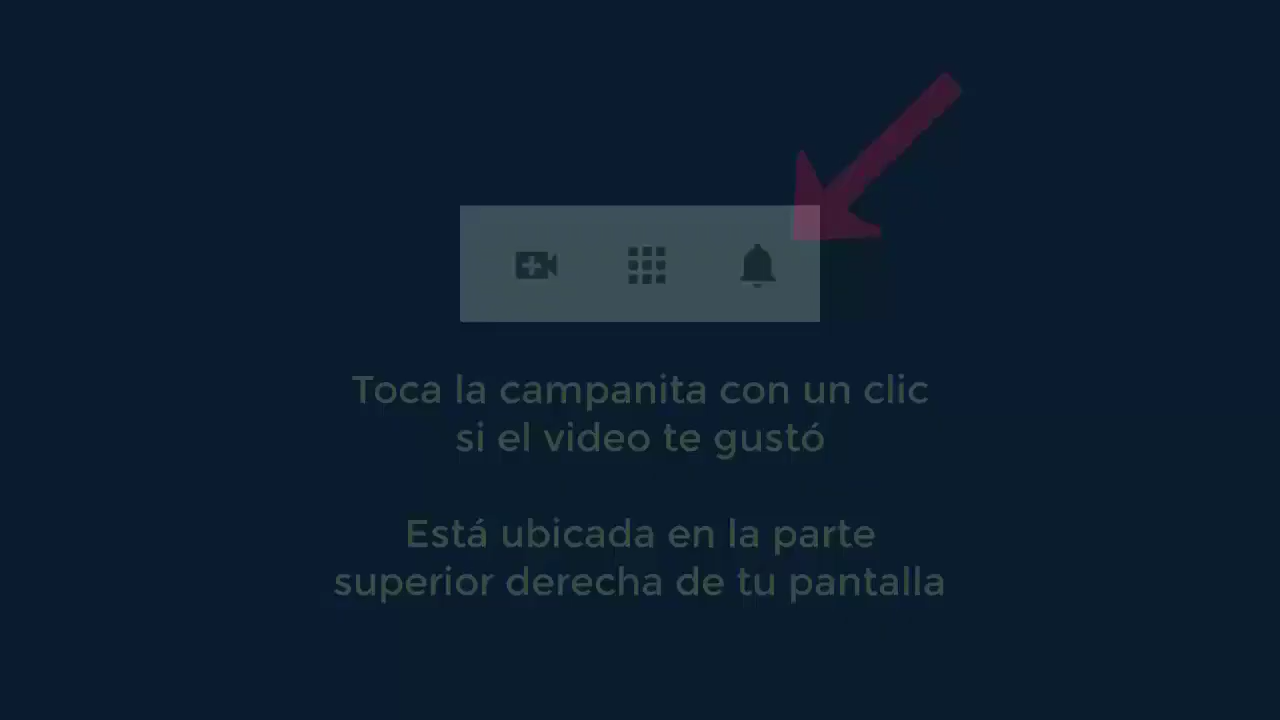 Toca la campanita con un clic
si el video te gustó
Está ubicada en la parte
superior derecha de tu pantalla